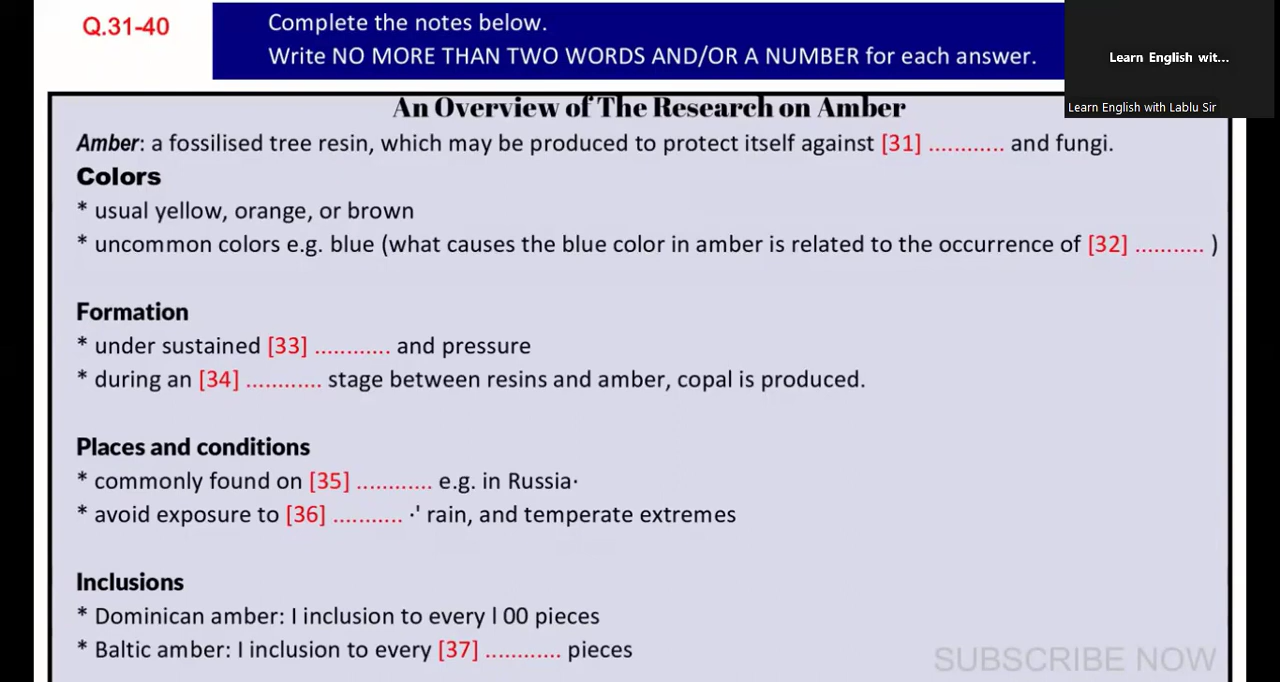 Q.31-40
Complete the notes below.
Write NO MORE THAN TWO WORDS AND/OR A NUMBER for each answer.
Learn English wit...
Learn English with Lablu Sir
An Overview of The Research on Amber
Amber: a fossilised tree resin, which may be produced to protect itself against [31] ............ and fungi.
Colors
* usual yellow, orange, or brown
* uncommon colors e.g. blue (what causes the blue color in amber is related to the occurrence of [32] ........... )
Formation
* under sustained [33] ............ and pressure
* during an [34] ............ stage between resins and amber, copal is produced.
Places and conditions
* commonly found on [35] ............ e.g. in Russia·
* avoid exposure to [36] ........... ·' rain, and temperate extremes
Inclusions
* Dominican amber: I inclusion to every l 00 pieces
* Baltic amber: I inclusion to every [37] ............ pieces
SUBSCRIBE NOW